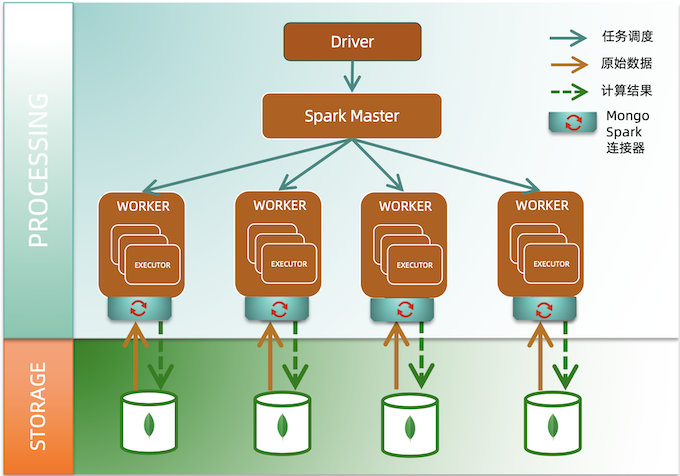 PROCESSING
Driver
Spark Master
任务调度
原始数据
计算结果
Mongo
Spark
连接器
WORKER
EXECUTOR
WORKER
EXECUTOR
WORKER
EXECUTOR
WORKER
EXECUTOR
STORAGE